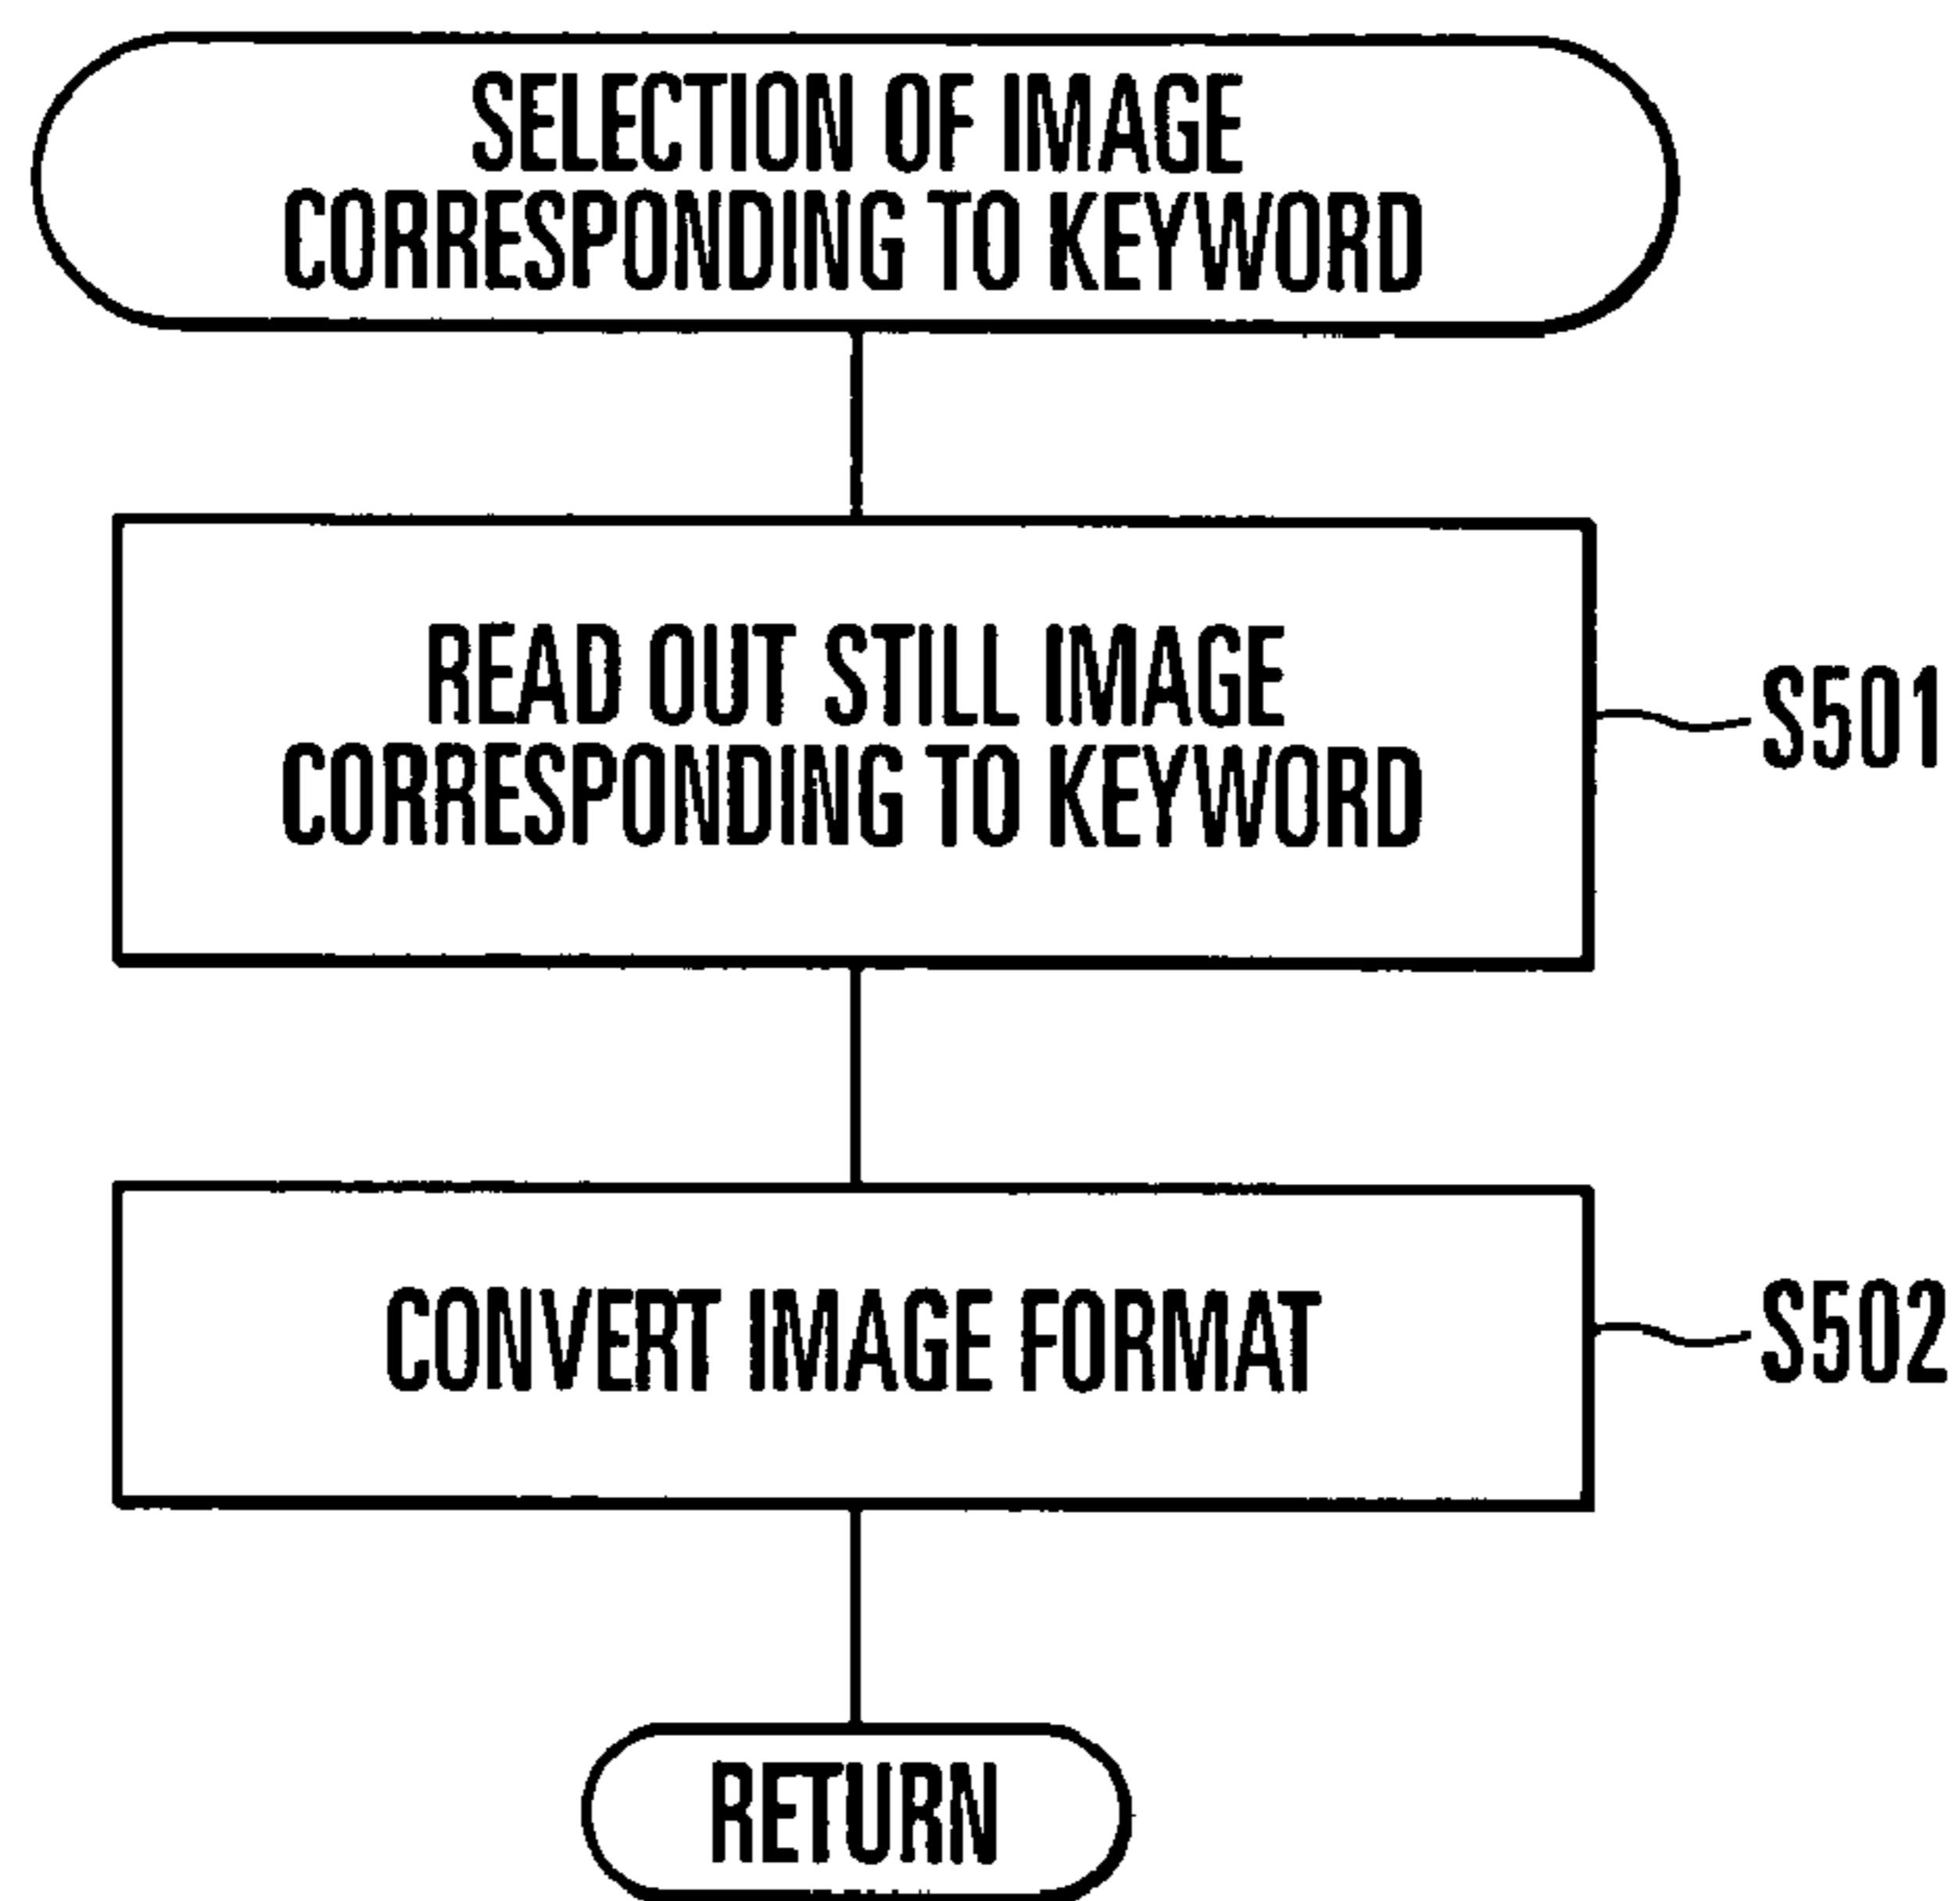 SELECTION OF IMAGE
CORRESPONDING TO KEYWORD
READ OUT STILL IMAGE
CORRESPONDING TO KEYWORD
S501
CONVERT IMAGE FORMAT
S502
RETURN